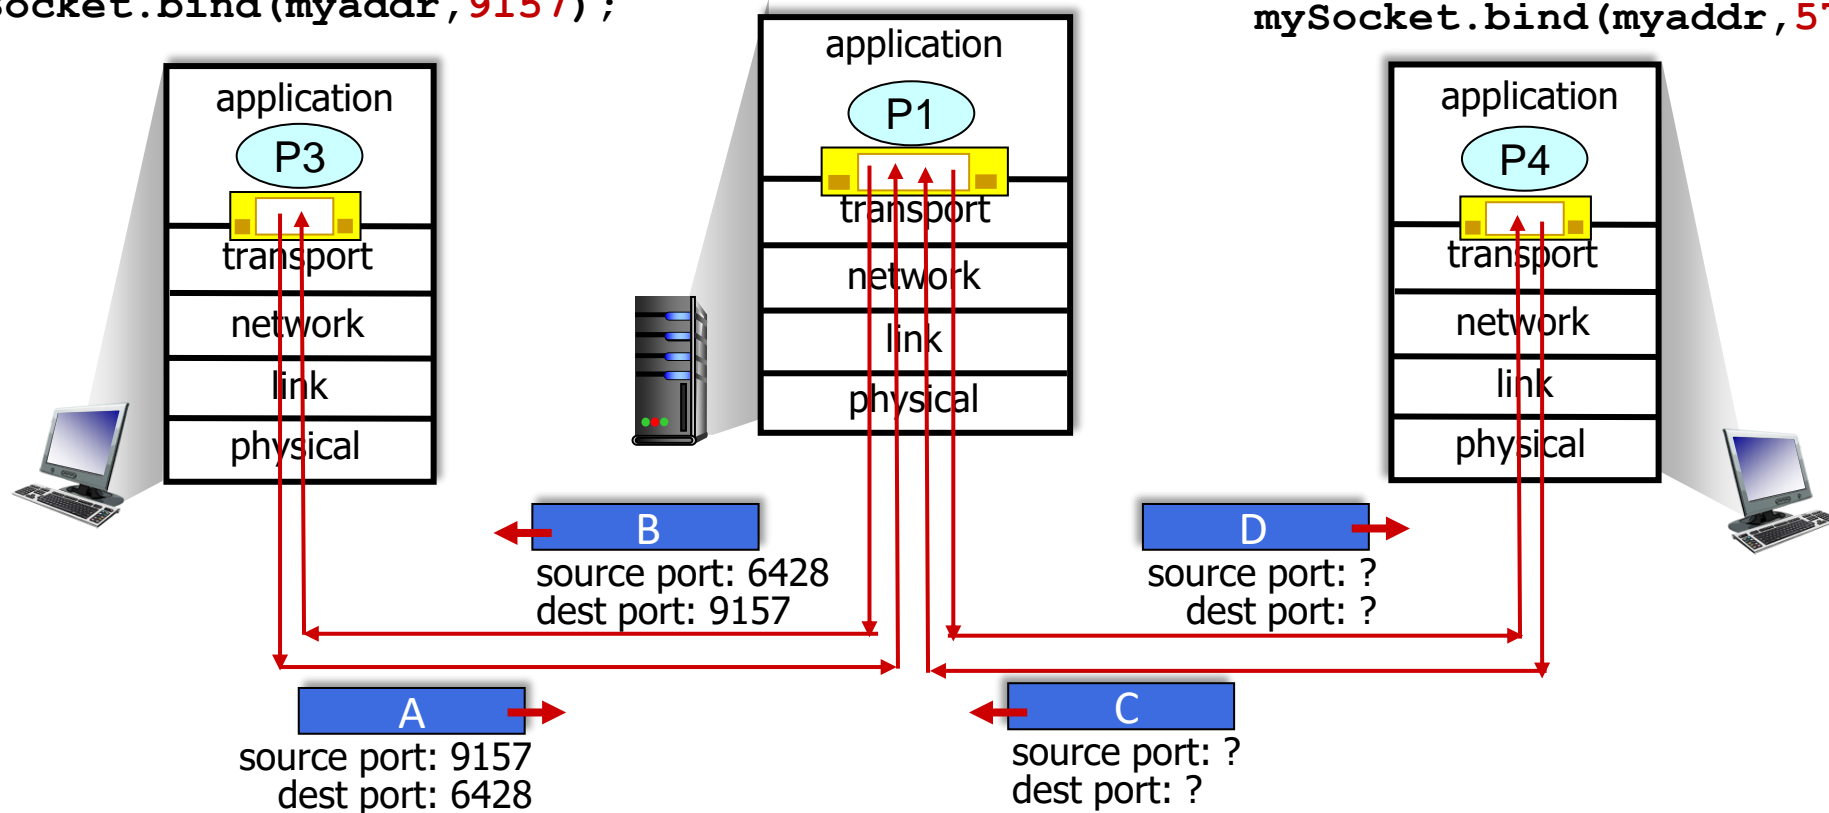 ocket.bind(myaddr,9157);
mySocket.bind(myaddr,5
application
P3
transport
network
link
physical
application
P1
transport
network
link
physical
application
P4
transport
network
link
physical
B
source port: 6428
dest port: 9157
D
source port: ?
dest port: ?
A
source port: 9157
dest port: 6428
C
source port: ?
dest port: ?